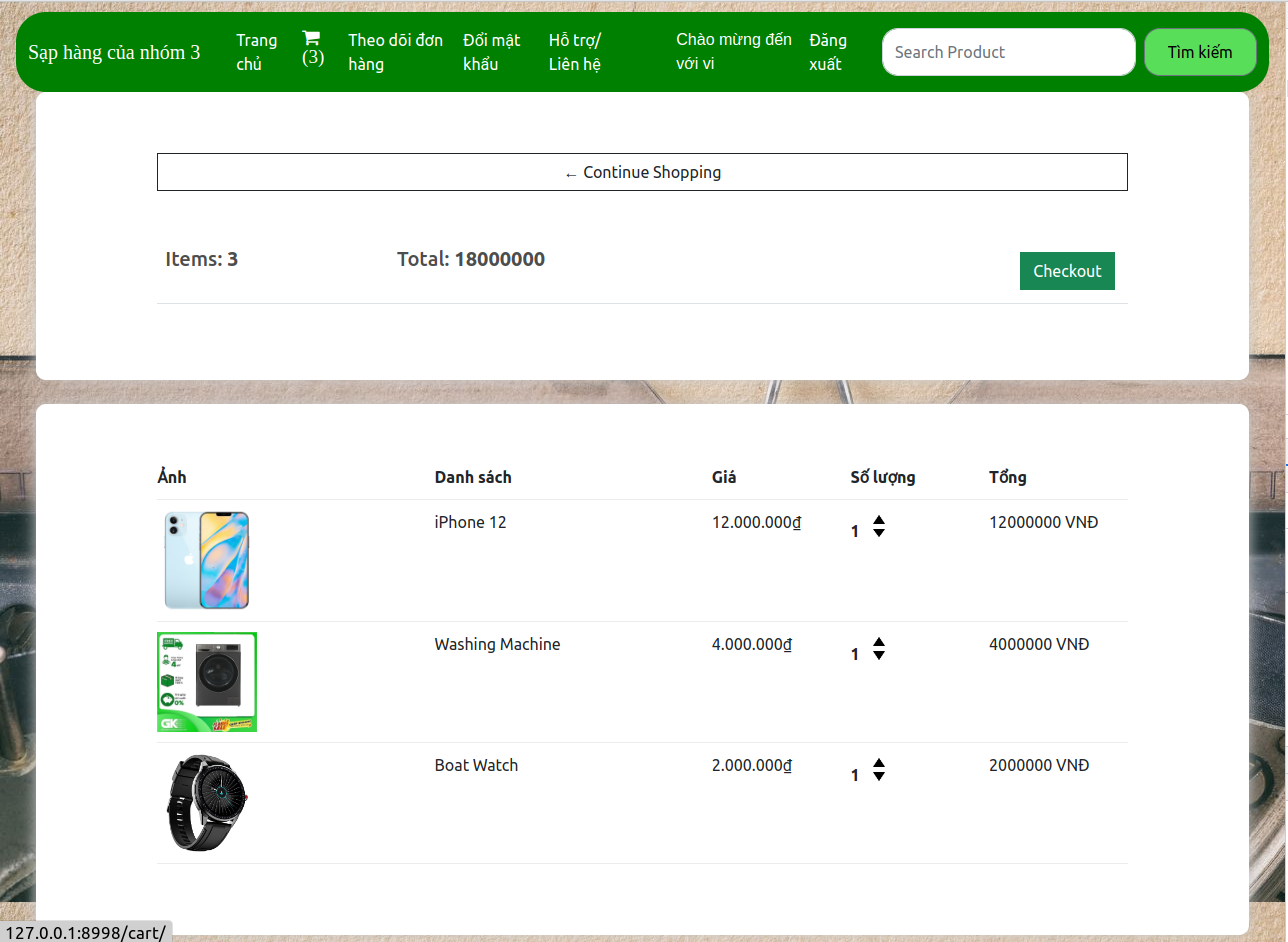 Sạp hàng của nhóm 3
Trang
chủ
(3)
Theo dõi đơn
hàng
Đổi mật
khẩu
Hỗ trợ/
Liên hệ
Chào mừng đến
với vi
Đăng
xuất
Search Product
Tìm kiếm
← Continue Shopping
Items: 3
Total: 18000000
Checkout
Ảnh Danh sách Giá Số lượng Tổng
iPhone 12 12.000.000₫ 1 12000000 VNĐ
Washing Machine 4.000.000₫ 1 4000000 VNĐ
GK
Boat Watch 2.000.000₫ 1 2000000 VNĐ
127.0.0.1:8998/cart/